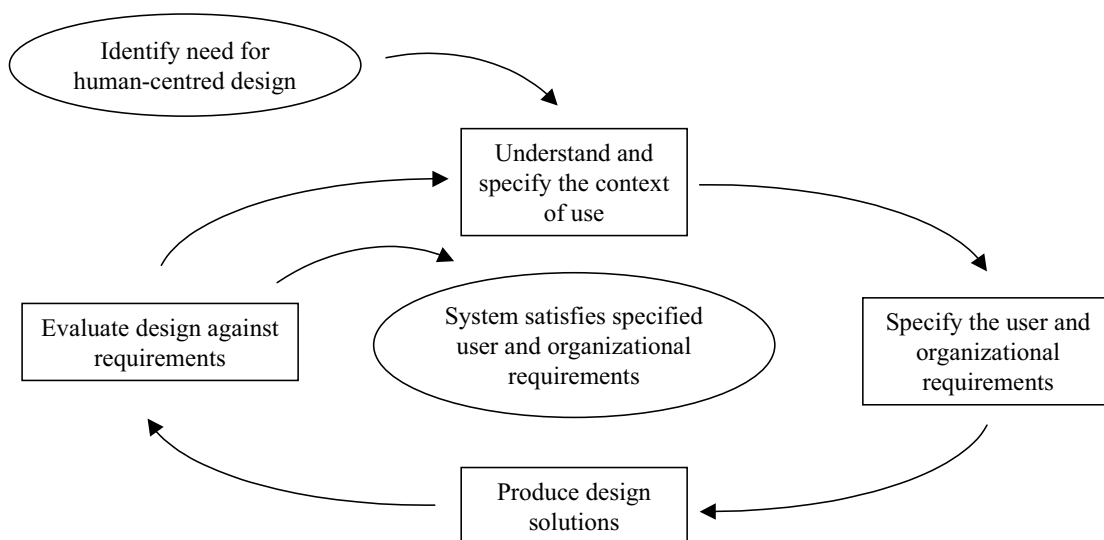 Identify need for
human-centred design
Understand and
specify the context
of use
Evaluate design against
requirements
System satisfies specified
user and organizational
requirements
Specify the user and
organizational
requirements
Produce design
solutions